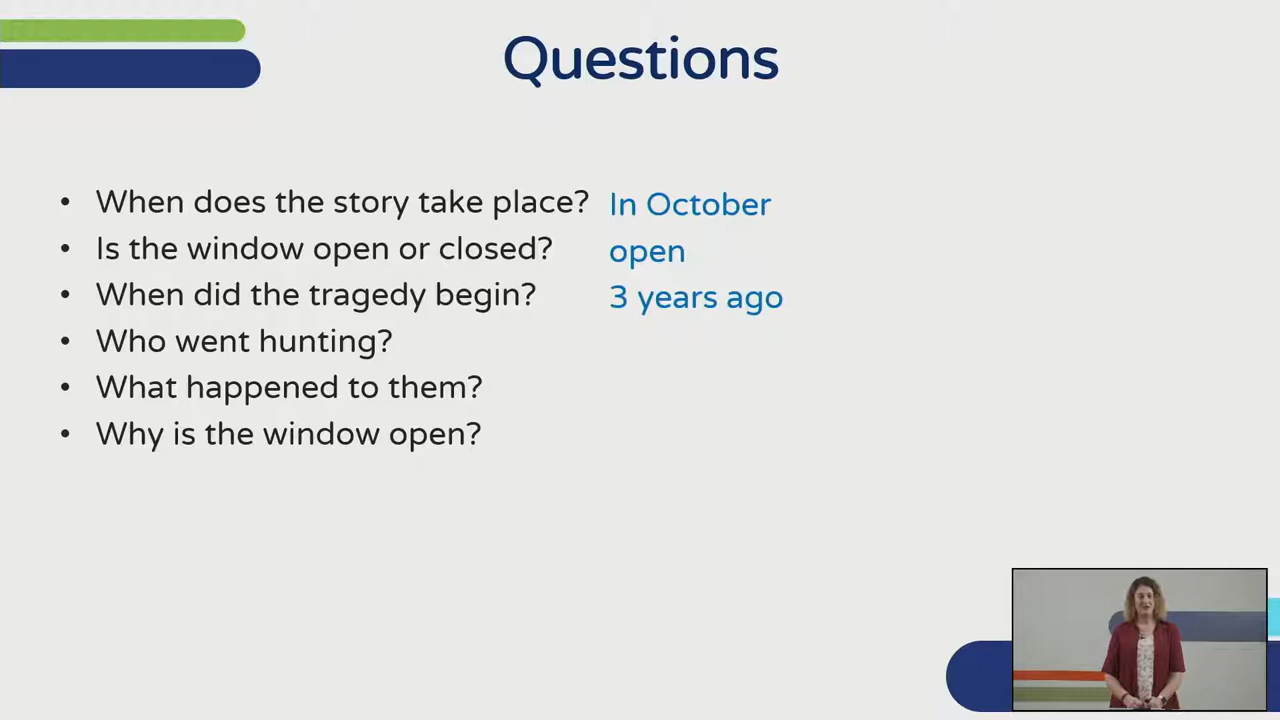 Questions
• When does the story take place? In October
• Is the window open or closed? open
• When did the tragedy begin? 3 years ago
• Who went hunting?
• What happened to them?
• Why is the window open?